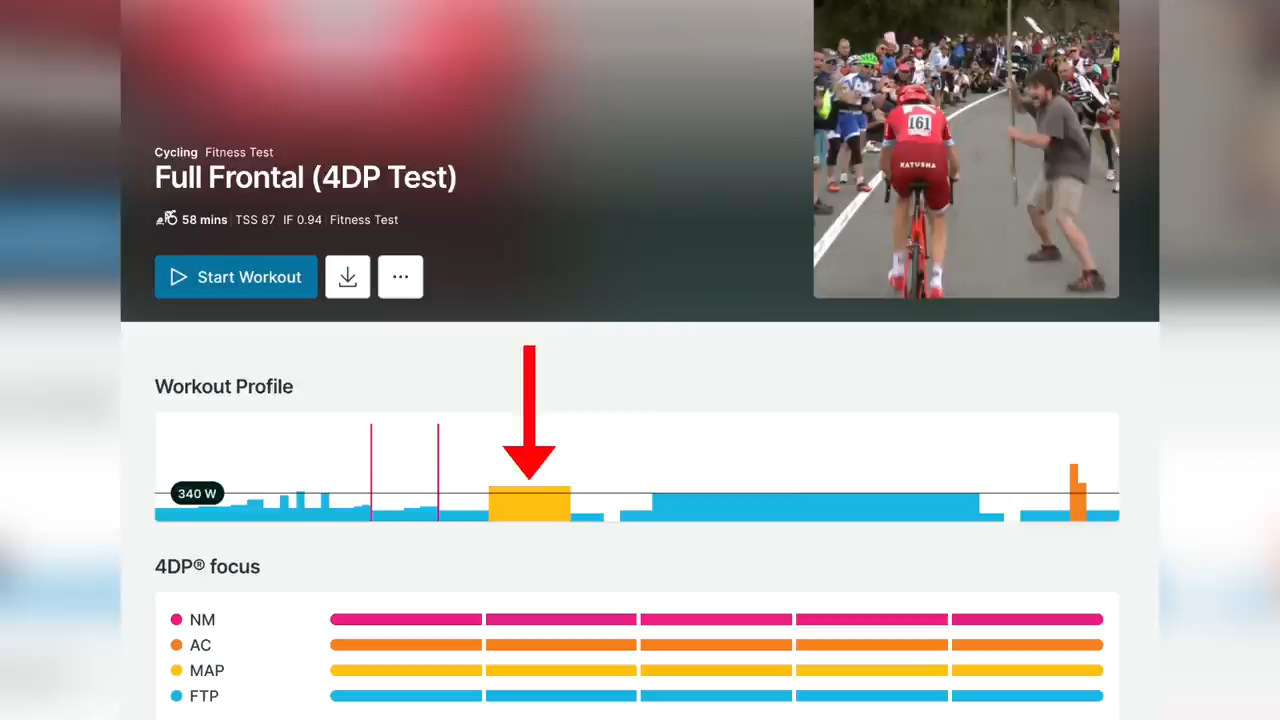 Cycling Fitness Test
Full Frontal (4DP Test)
58 mins TSS 87 IF 0.94 Fitness Test
Start Workout
161
KATUSHA
Workout Profile
340 W
4DP® focus
NM
AC
MAP
FTP